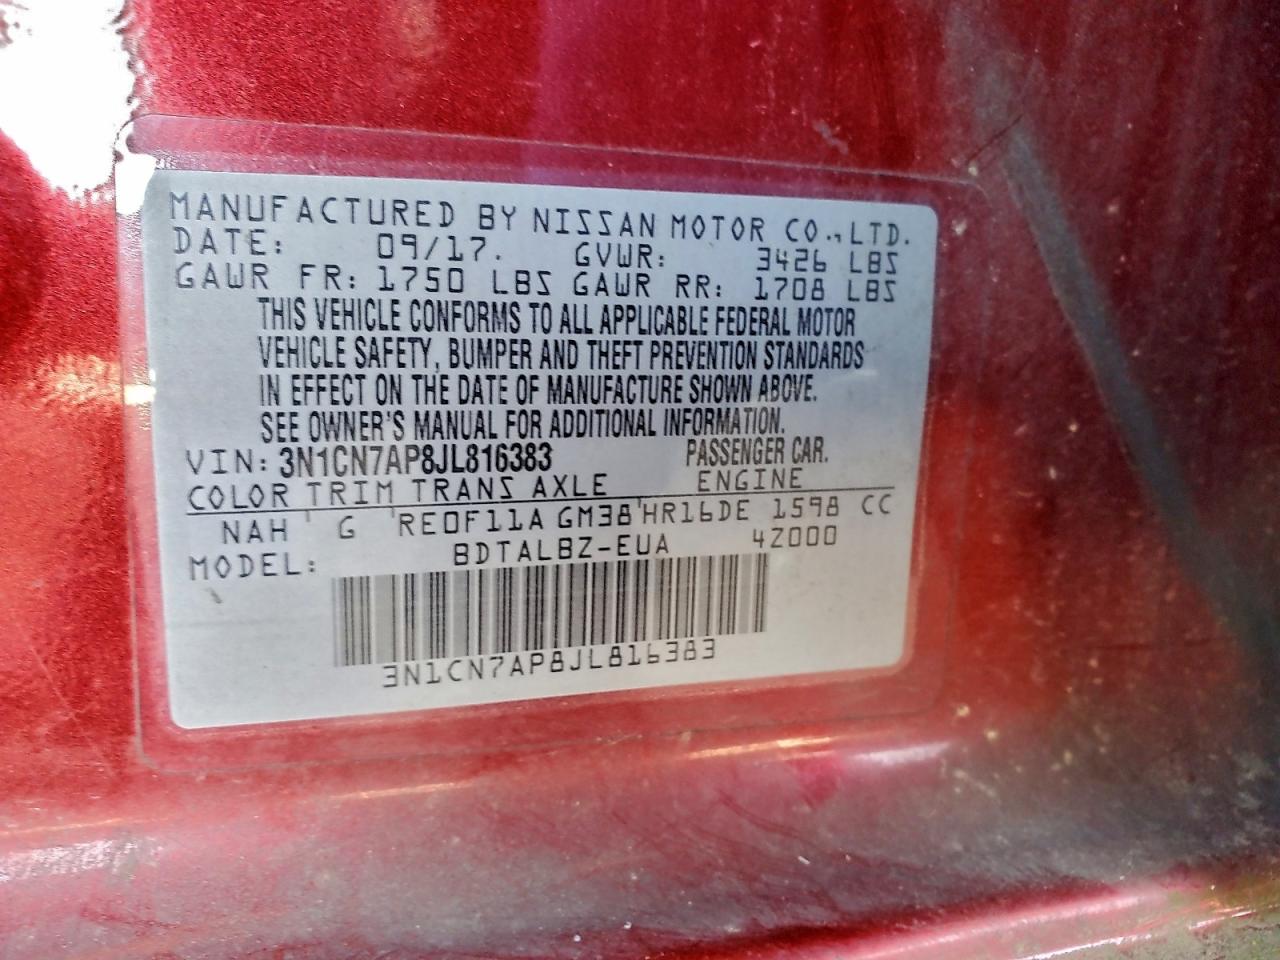 MANUFACTURED BY NISSAN MOTOR CO.,LTD.
DATE: 09/17. GVWR: 3426 LBS
GAWR FR: 1750 LBS GAWR RR: 1708 LBS
THIS VEHICLE CONFORMS TO ALL APPLICABLE FEDERAL MOTOR
VEHICLE SAFETY, BUMPER AND THEFT PREVENTION STANDARDS
IN EFFECT ON THE DATE OF MANUFACTURE SHOWN ABOVE.
SEE OWNER'S MANUAL FOR ADDITIONAL INFORMATION.
VIN: 3N1CN7AP8JL816383 PASSENGER CAR.
COLOR TRIM TRANS AXLE ENGINE
NAH G RE0F11A GM38 HR16DE 1598 CC
MODEL: BDTALBZ-EUA 4Z000
3N1CN7AP8JL816383